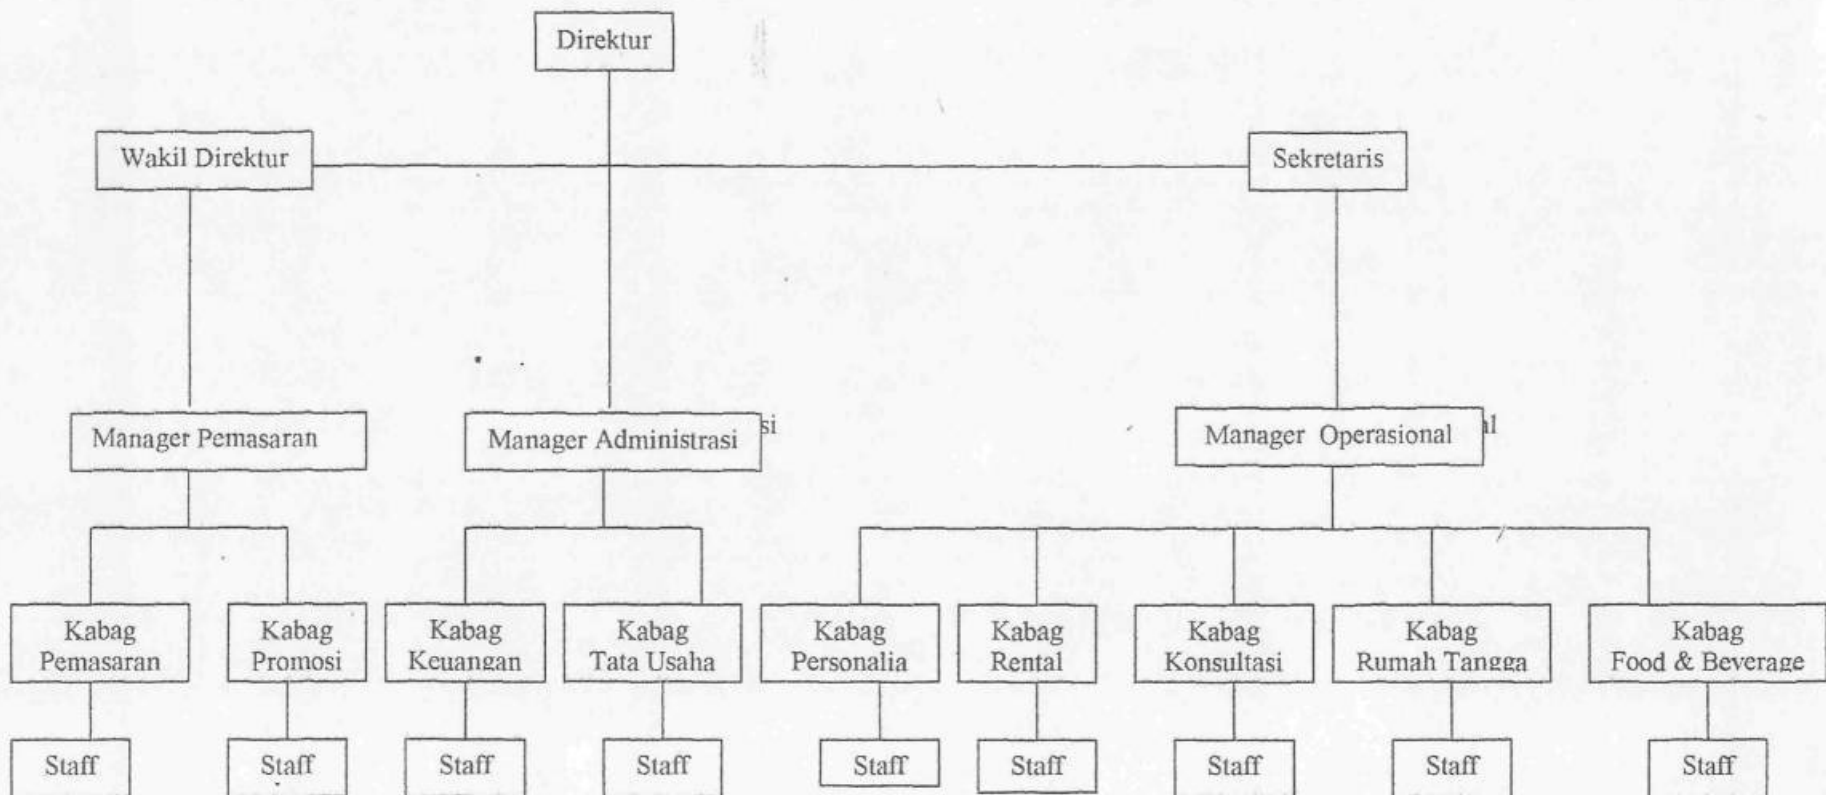 Direktur
Wakil Direktur
Sekretaris
Manager Pemasaran
Manager Administrasi
si
Manager Operasional
al
Kabag
Pemasaran
Kabag
Promosi
Kabag
Keuangan
Kabag
Tata Usaha
Kabag
Personalia
Kabag
Rental
Kabag
Konsultasi
Kabag
Rumah Tangga
Kabag
Food & Beverage
Staff
Staff
Staff
Staff
Staff
Staff
Staff
Staff
Staff